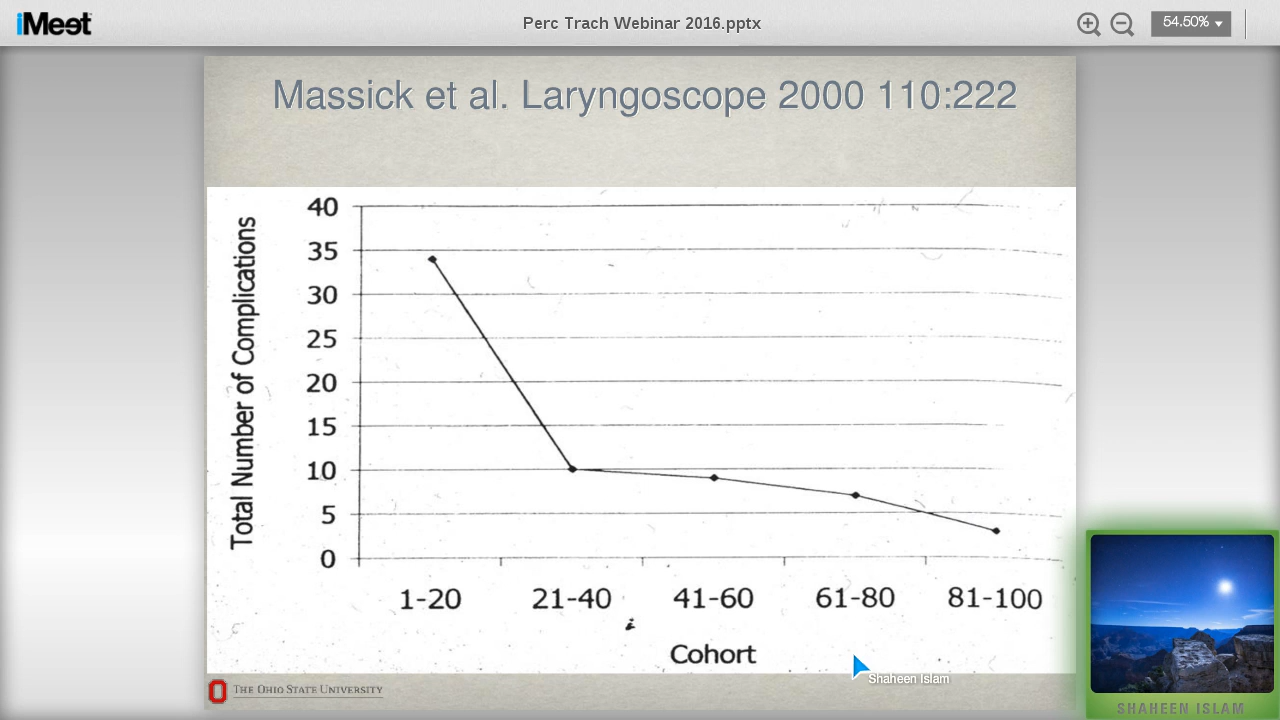 iMeet
Perc Trach Webinar 2016.pptx
54.50%
Massick et al. Laryngoscope 2000 110:222
Total Number of Complications
40
35
30
25
20
15
10
5
0
1-20
21-40
41-60
61-80
81-100
i
Cohort
Shaheen Islam
THE OHIO STATE UNIVERSITY
SHAHEEN ISLAM